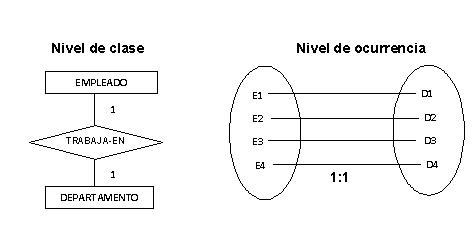 Nivel de clase
EMPLEADO
1
TRABAJA-EN
1
DEPARTAMENTO
Nivel de ocurrencia
E1 D1
E2 D2
E3 D3
E4 D4
1:1